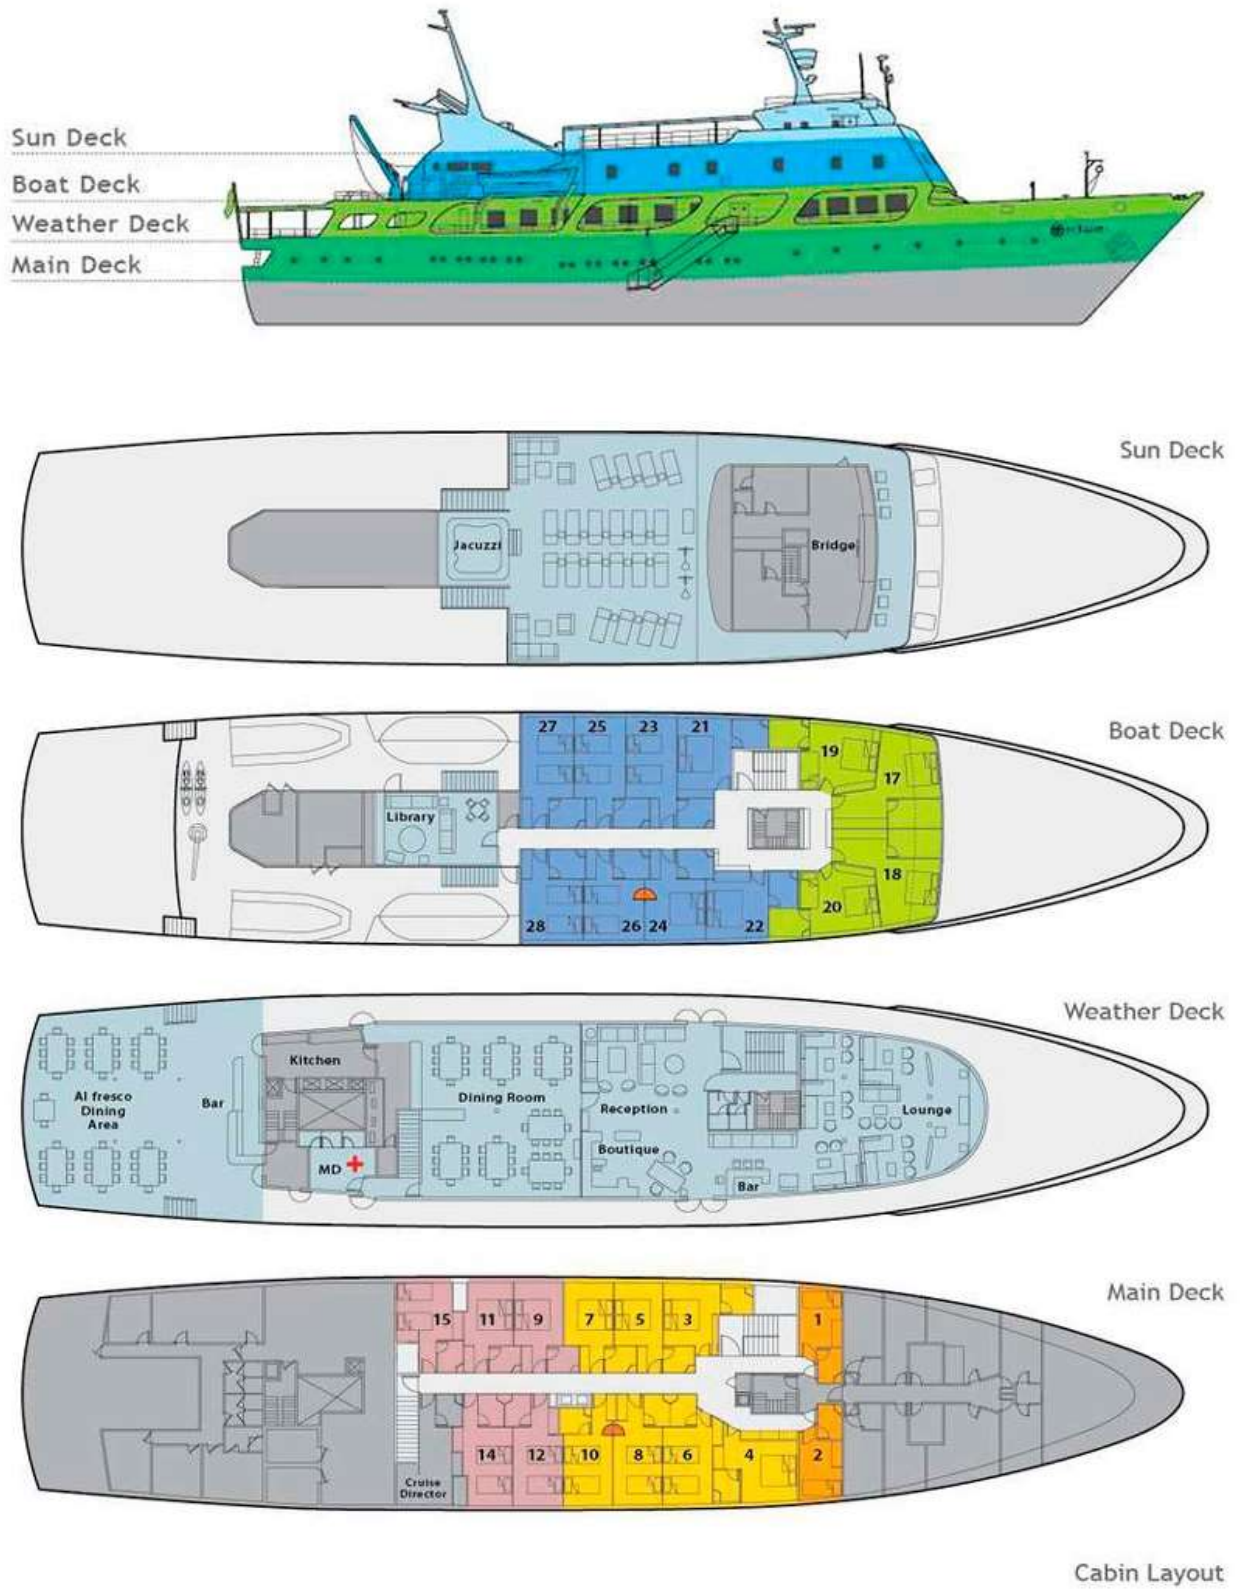 Sun Deck
Boat Deck
Weather Deck
Main Deck
Sun Deck
Jacuzzi
Bridge
Boat Deck
27 25 23 21
19
17
Library
18
20
28 26 24 22
Weather Deck
Kitchen
Al fresco
Dining
Area
Bar
Dining Room
Reception
Lounge
Boutique
MD
Bar
Main Deck
15 11 9 7 5 3 1
14 12 10 8 6 4 2
Cruise
Director
Cabin Layout